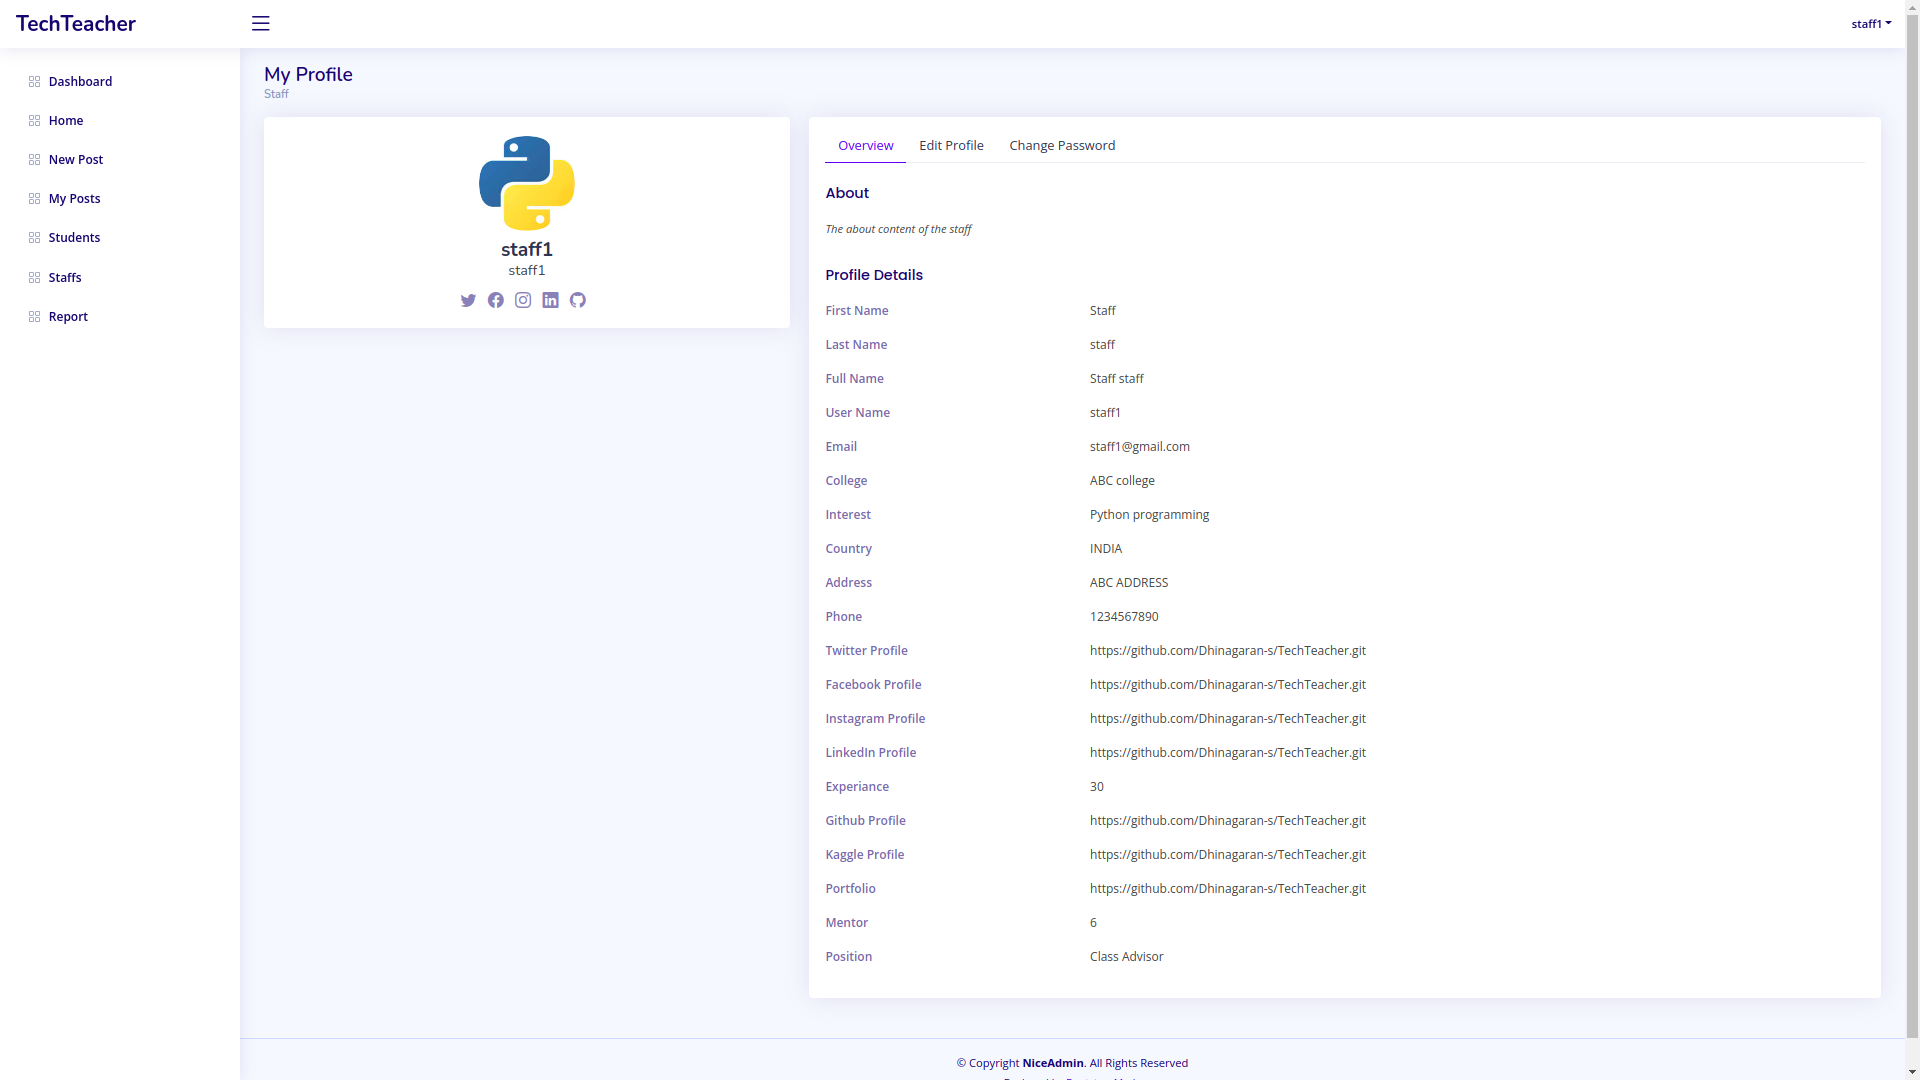 TechTeacher
staff1
Dashboard
Home
New Post
My Posts
Students
Staffs
Report
My Profile
Staff
staff1
staff1
Overview Edit Profile Change Password
About
The about content of the staff
Profile Details
First Name Staff
Last Name staff
Full Name Staff staff
User Name staff1
Email staff1@gmail.com
College ABC college
Interest Python programming
Country INDIA
Address ABC ADDRESS
Phone 1234567890
Twitter Profile https://github.com/Dhinagaran-s/TechTeacher.git
Facebook Profile https://github.com/Dhinagaran-s/TechTeacher.git
Instagram Profile https://github.com/Dhinagaran-s/TechTeacher.git
LinkedIn Profile https://github.com/Dhinagaran-s/TechTeacher.git
Experiance 30
Github Profile https://github.com/Dhinagaran-s/TechTeacher.git
Kaggle Profile https://github.com/Dhinagaran-s/TechTeacher.git
Portfolio https://github.com/Dhinagaran-s/TechTeacher.git
Mentor 6
Position Class Advisor
© Copyright NiceAdmin. All Rights Reserved